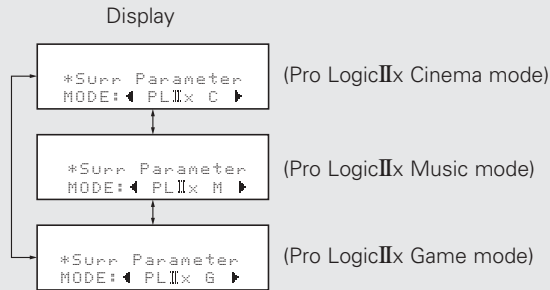 Display
*Surr Parameter
MODE:◀ PLⅡx C ▶
(Pro LogicⅡx Cinema mode)
*Surr Parameter
MODE:◀ PLⅡx M ▶
(Pro LogicⅡx Music mode)
*Surr Parameter
MODE:◀ PLⅡx G ▶
(Pro LogicⅡx Game mode)